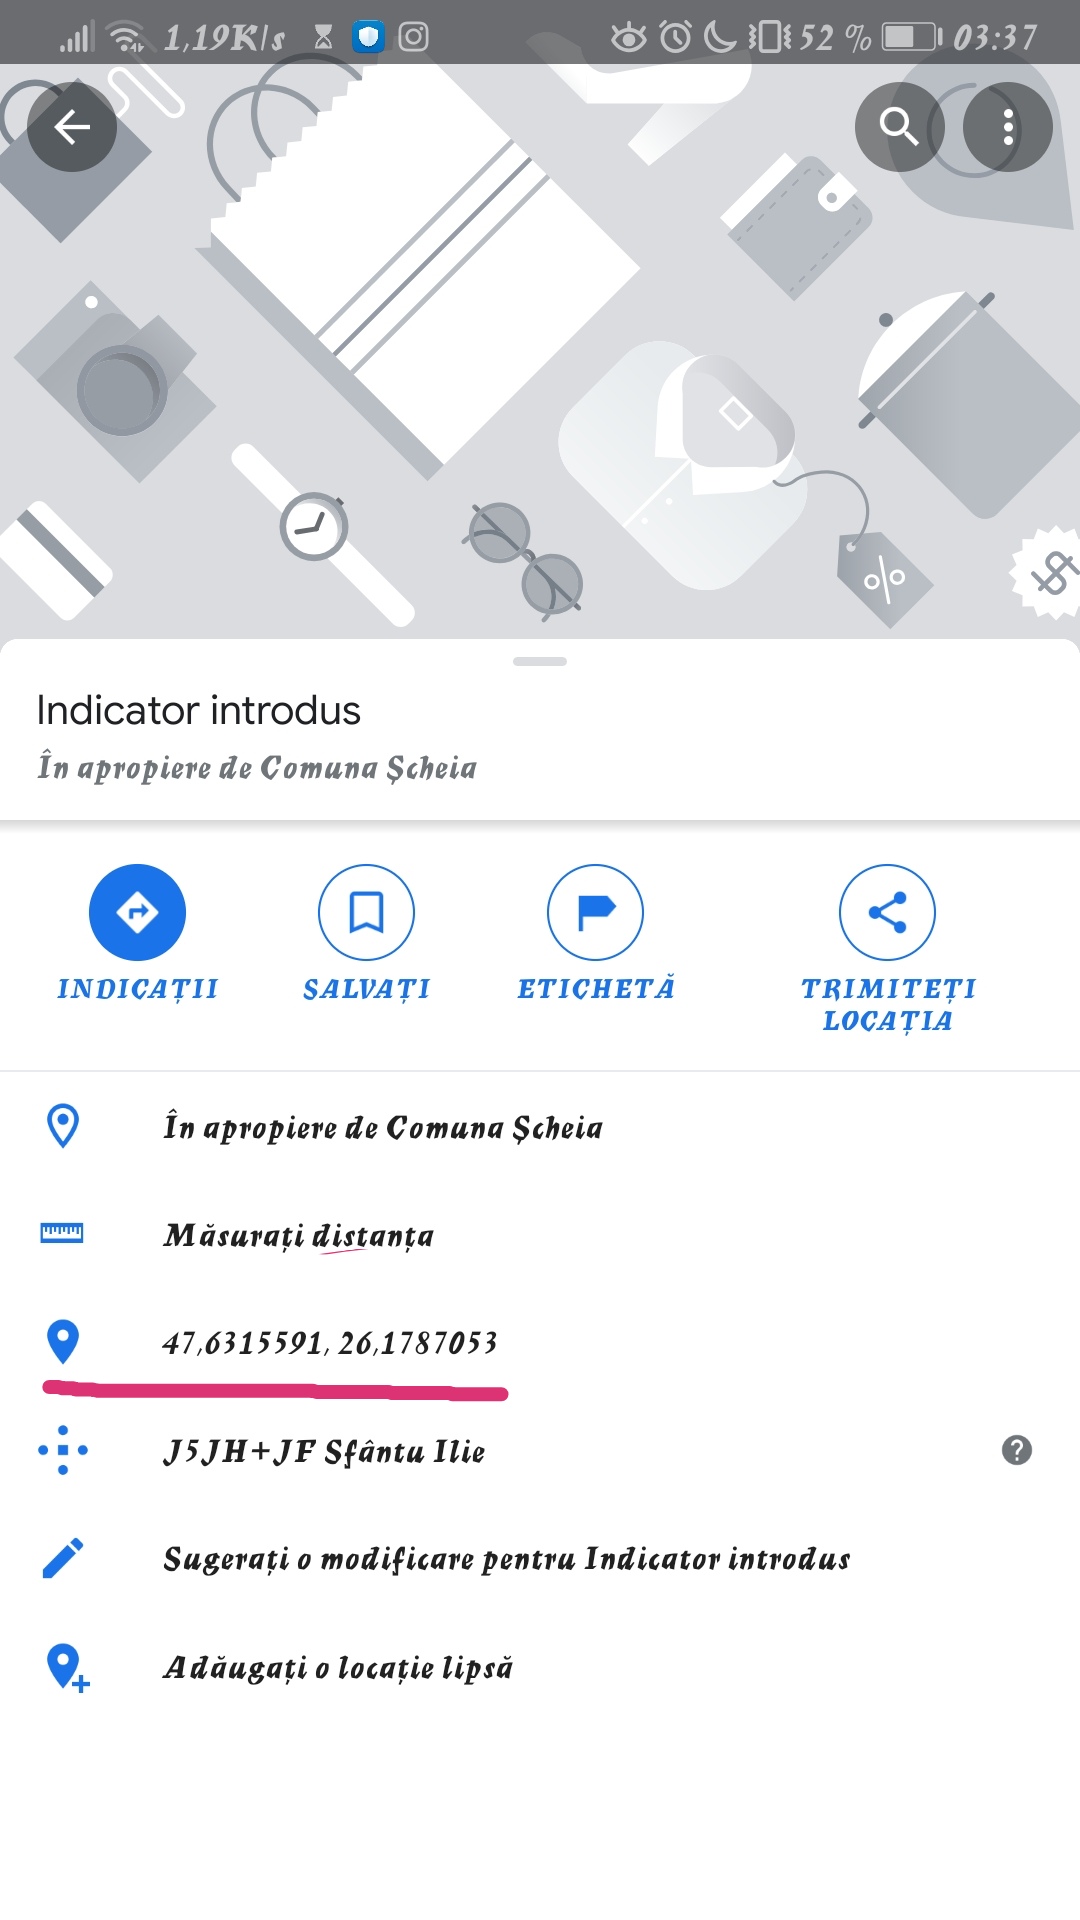 1,19K/s 52 % 03:37
Indicator introdus
În apropiere de Comuna Șcheia
INDICAȚII SALVAȚI ETICHETĂ TRIMITEȚI LOCAȚIA
În apropiere de Comuna Șcheia
Măsurați distanța
47,6315591, 26,1787053
J5JH+JF Sfântu Ilie
Sugerați o modificare pentru Indicator introdus
Adăugați o locație lipsă